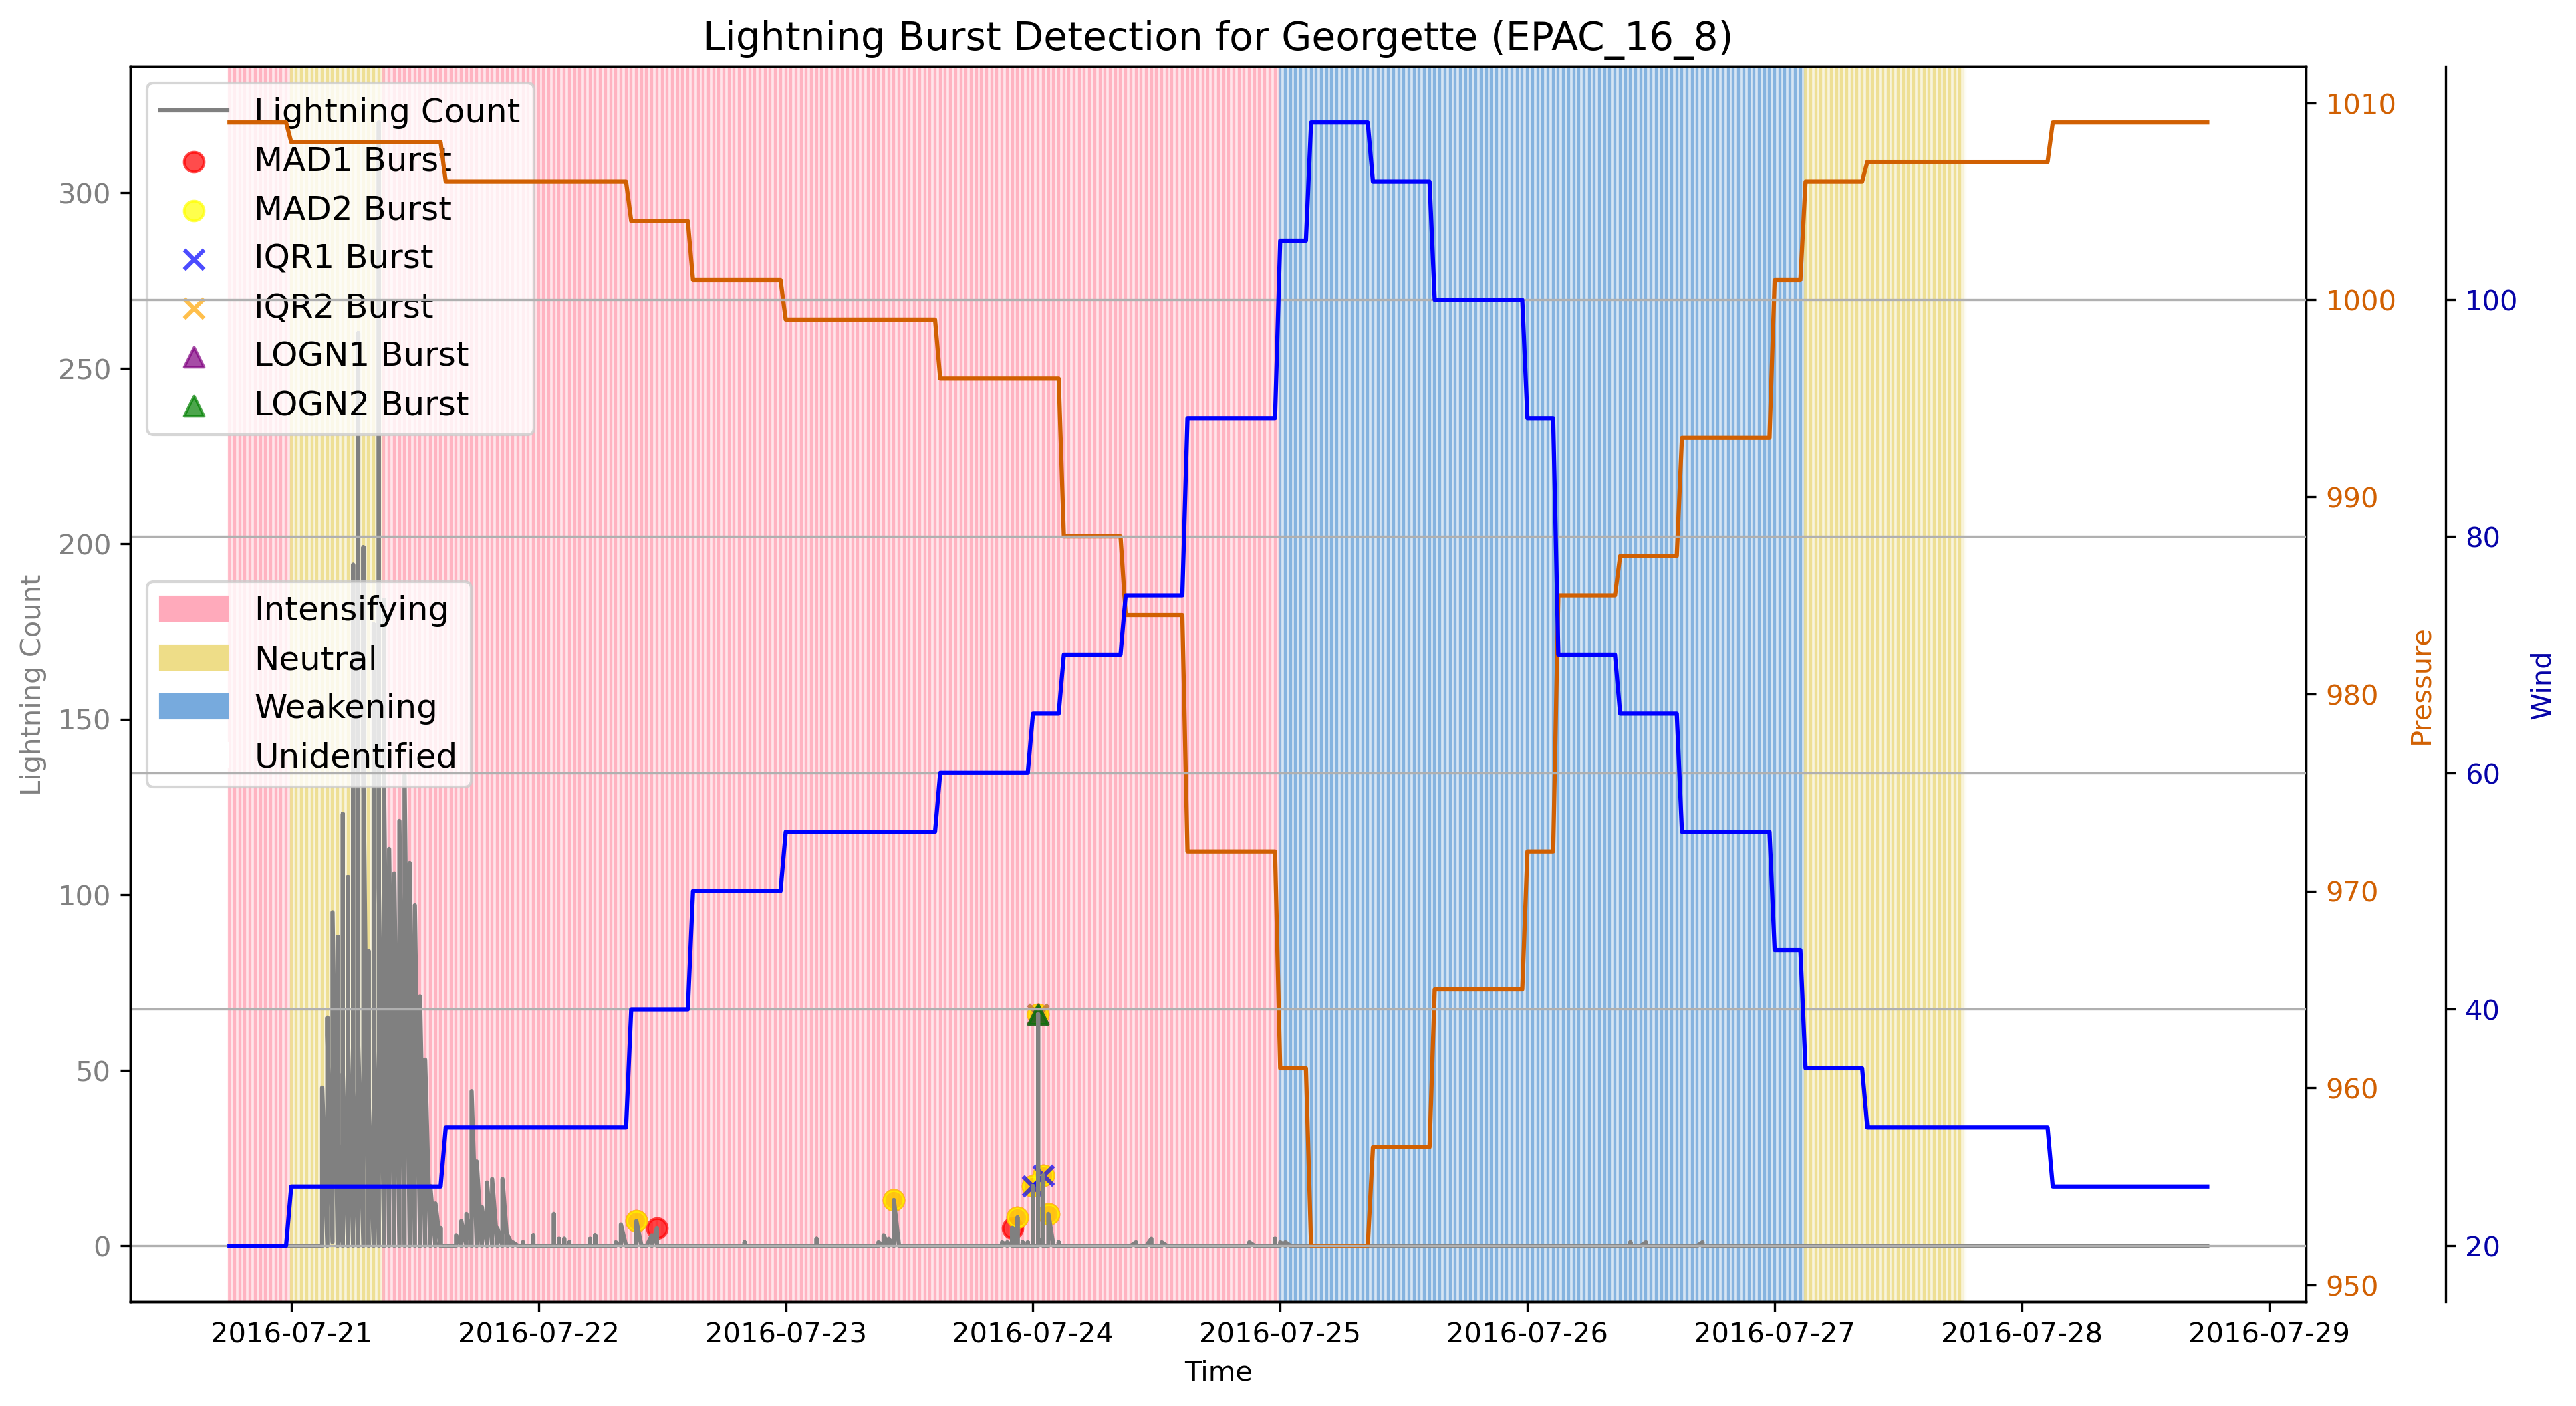 Lightning Burst Detection for Georgette (EPAC_16_8)
Lightning Count
MAD1 Burst
MAD2 Burst
IQR1 Burst
IQR2 Burst
LOGN1 Burst
LOGN2 Burst
Intensifying
Neutral
Weakening
Unidentified
Lightning Count
300
250
200
150
100
50
0
1010
1000
990
980
970
960
950
Pressure
100
80
60
40
20
Wind
2016-07-21 2016-07-22 2016-07-23 2016-07-24 2016-07-25 2016-07-26 2016-07-27 2016-07-28 2016-07-29
Time